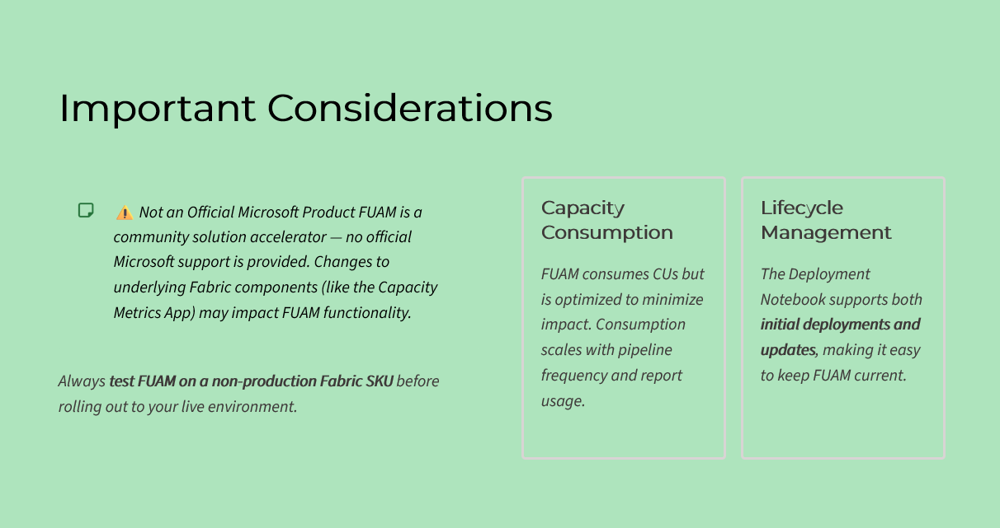 Important Considerations
⚠️ Not an Official Microsoft Product FUAM is a
community solution accelerator — no official
Microsoft support is provided. Changes to
underlying Fabric components (like the Capacity
Metrics App) may impact FUAM functionality.
Always test FUAM on a non-production Fabric SKU before
rolling out to your live environment.
Capacity
Consumption
FUAM consumes CUs but
is optimized to minimize
impact. Consumption
scales with pipeline
frequency and report
usage.
Lifecycle
Management
The Deployment
Notebook supports both
initial deployments and
updates, making it easy
to keep FUAM current.